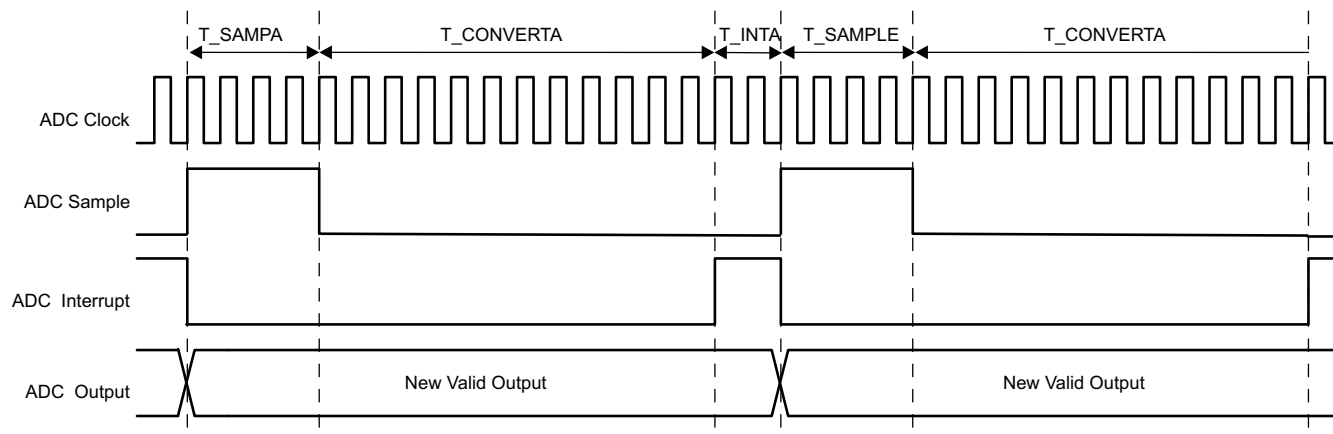 T_SAMPA T_CONVERTA T_INTA T_SAMPLE T_CONVERTA
ADC Clock
ADC Sample
ADC Interrupt
ADC Output
New Valid Output New Valid Output